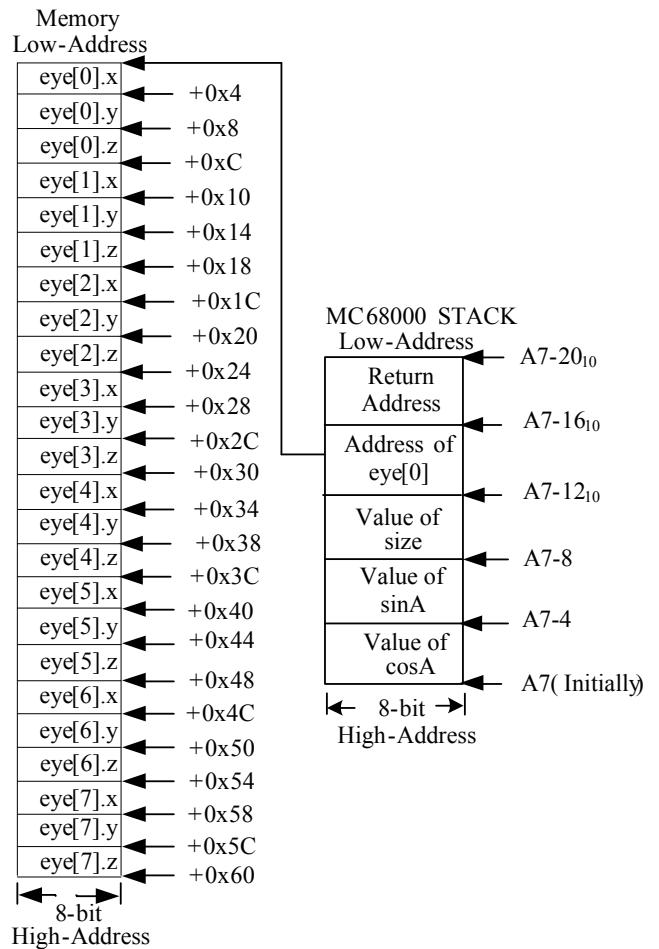 Memory
Low-Address
eye[0].x
+0x4
eye[0].y
+0x8
eye[0].z
+0xC
eye[1].x
+0x10
eye[1].y
+0x14
eye[1].z
+0x18
eye[2].x
+0x1C
eye[2].y
+0x20
eye[2].z
+0x24
eye[3].x
+0x28
eye[3].y
+0x2C
eye[3].z
+0x30
eye[4].x
+0x34
eye[4].y
+0x38
eye[4].z
+0x3C
eye[5].x
+0x40
eye[5].y
+0x44
eye[5].z
+0x48
eye[6].x
+0x4C
eye[6].y
+0x50
eye[6].z
+0x54
eye[7].x
+0x58
eye[7].y
+0x5C
eye[7].z
+0x60
8-bit
High-Address
MC68000 STACK
Low-Address
A7-20₁₀
Return
Address
A7-16₁₀
Address of
eye[0]
A7-12₁₀
Value of
size
A7-8
Value of
sinA
A7-4
Value of
cosA
A7( Initially)
8-bit
High-Address